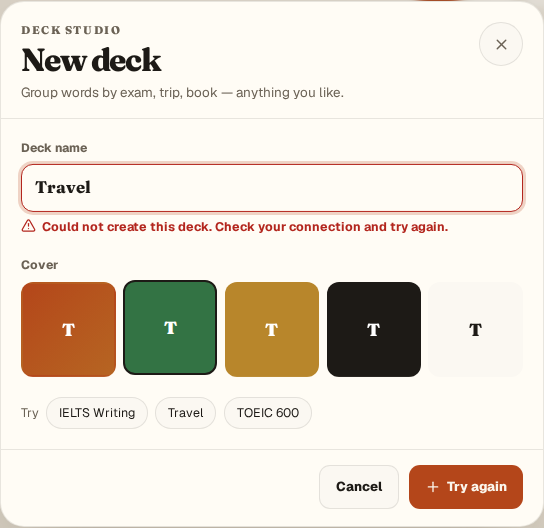 DECK STUDIO
New deck
Group words by exam, trip, book — anything you like.
Deck name
Travel
Could not create this deck. Check your connection and try again.
Cover
T T T T T
Try IELTS Writing Travel TOEIC 600
Cancel + Try again